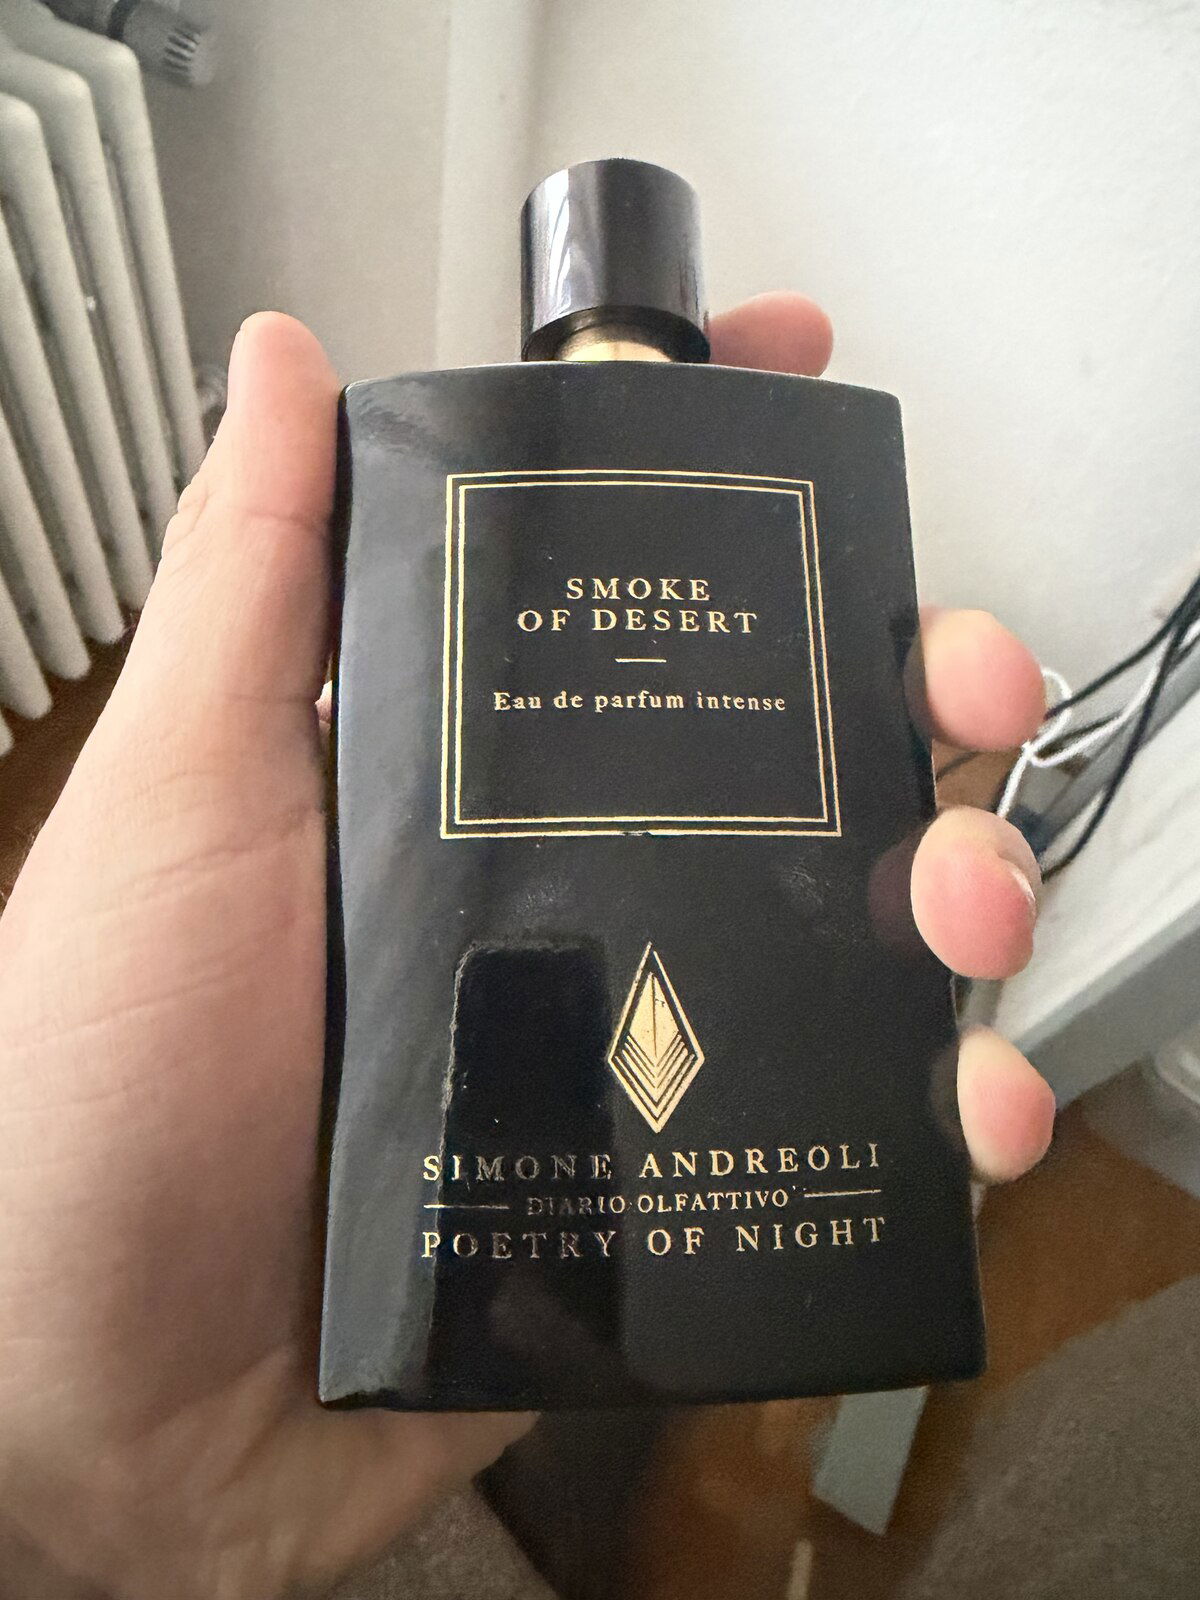 SMOKE
OF DESERT
Eau de parfum intense
SIMONE ANDREOLI
DIARIO OLFATTIVO
POETRY OF NIGHT